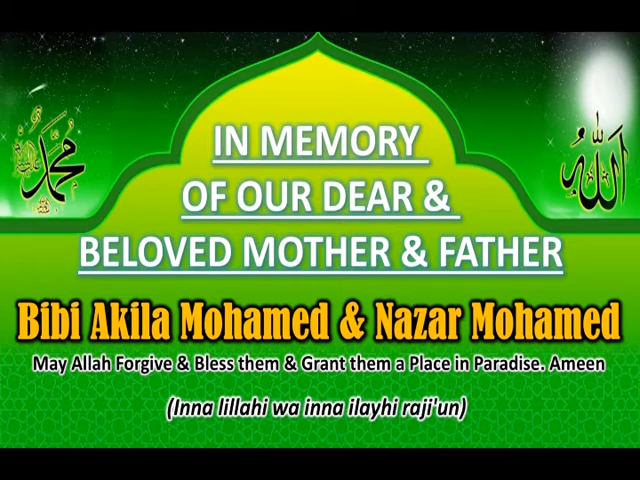 محمد
الله
IN MEMORY
OF OUR DEAR &
BELOVED MOTHER & FATHER
Bibi Akila Mohamed & Nazar Mohamed
May Allah Forgive & Bless them & Grant them a Place in Paradise. Ameen
(Inna lillahi wa inna ilayhi raji'un)